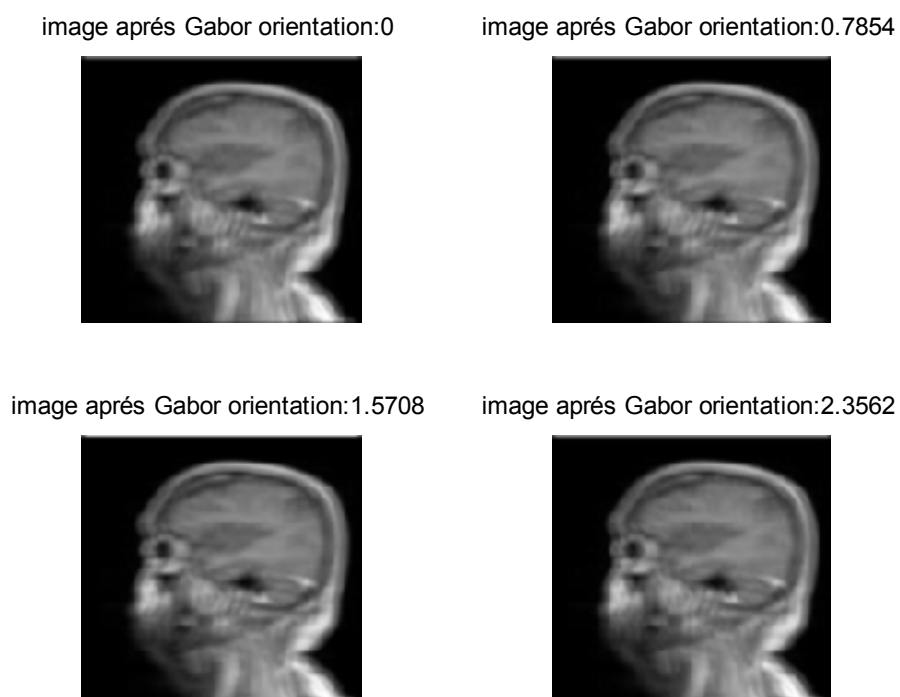 image aprés Gabor orientation:0
image aprés Gabor orientation:0.7854
image aprés Gabor orientation:1.5708
image aprés Gabor orientation:2.3562